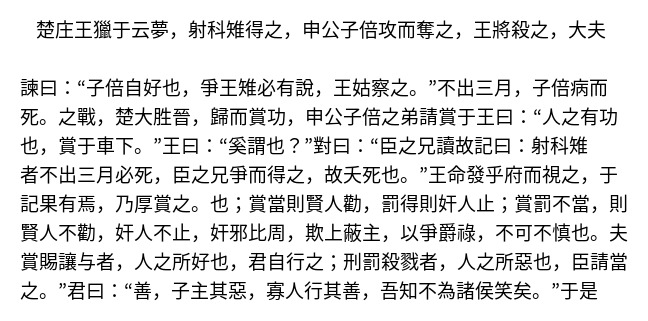 楚庄王獵于云夢，射科雉得之，申公子倍攻而奪之，王將殺之，大夫
諫曰：“子倍自好也，爭王雉必有說，王姑察之。”不出三月，子倍病而
死。之戰，楚大胜晉，歸而賞功，申公子倍之弟請賞于王曰：“人之有功
也，賞于車下。”王曰：“奚謂也？”對曰：“臣之兄讀故記曰：射科雉
者不出三月必死，臣之兄爭而得之，故夭死也。”王命發乎府而視之，于
記果有焉，乃厚賞之。也；賞當則賢人勸，罰得則奸人止；賞罰不當，則
賢人不勸，奸人不止，奸邪比周，欺上蔽主，以爭爵祿，不可不慎也。夫
賞賜讓与者，人之所好也，君自行之；刑罰殺戮者，人之所惡也，臣請當
之。”君曰：“善，子主其惡，寡人行其善，吾知不為諸侯笑矣。”于是